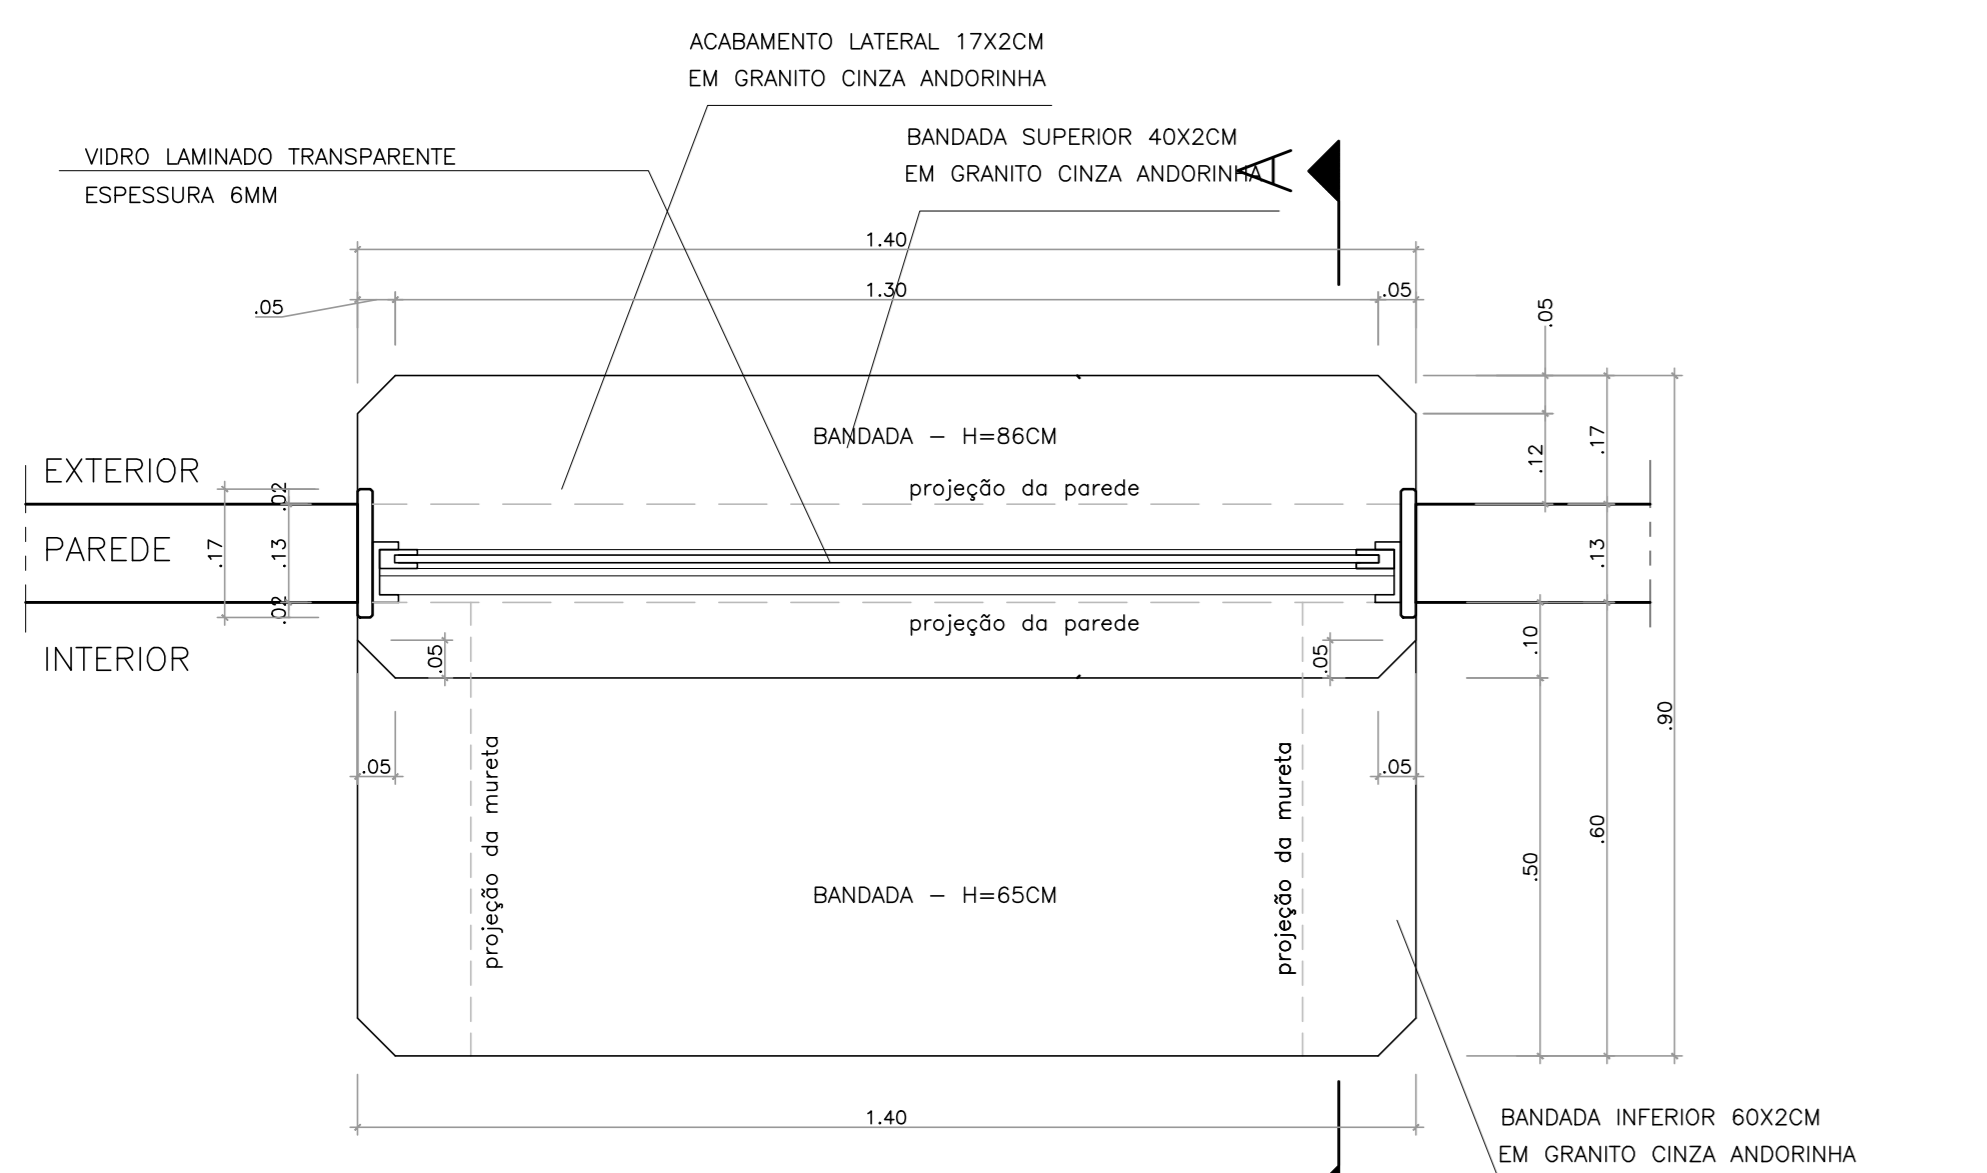 ACABAMENTO LATERAL 17X2CM
EM GRANITO CINZA ANDORINHA
BANDADA SUPERIOR 40X2CM
EM GRANITO CINZA ANDORINHA
A
VIDRO LAMINADO TRANSPARENTE
ESPESSURA 6MM
1.40
1.30
.05
.05
.05
BANDADA - H=86CM
.17
.12
EXTERIOR
projeção da parede
.02
PAREDE
.17
.13
.13
.02
projeção da parede
INTERIOR
.05
.05
.10
.90
.05
.05
projeção da mureta
projeção da mureta
.60
.50
BANDADA - H=65CM
1.40
BANDADA INFERIOR 60X2CM
EM GRANITO CINZA ANDORINHA